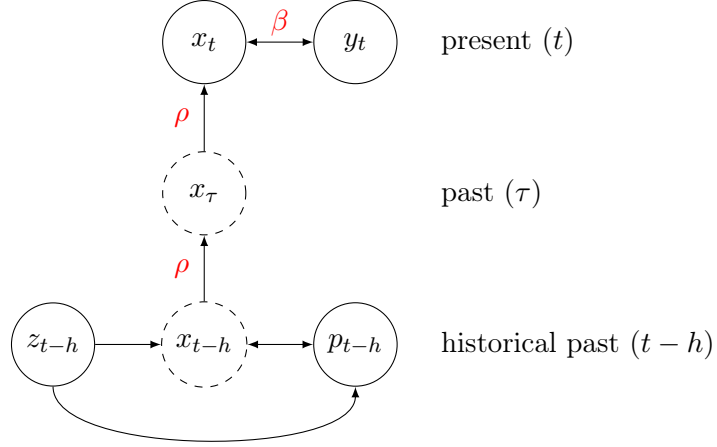 x_t β y_t present (t)
ρ
x_τ past (τ)
ρ
z_{t−h} x_{t−h} p_{t−h} historical past (t − h)